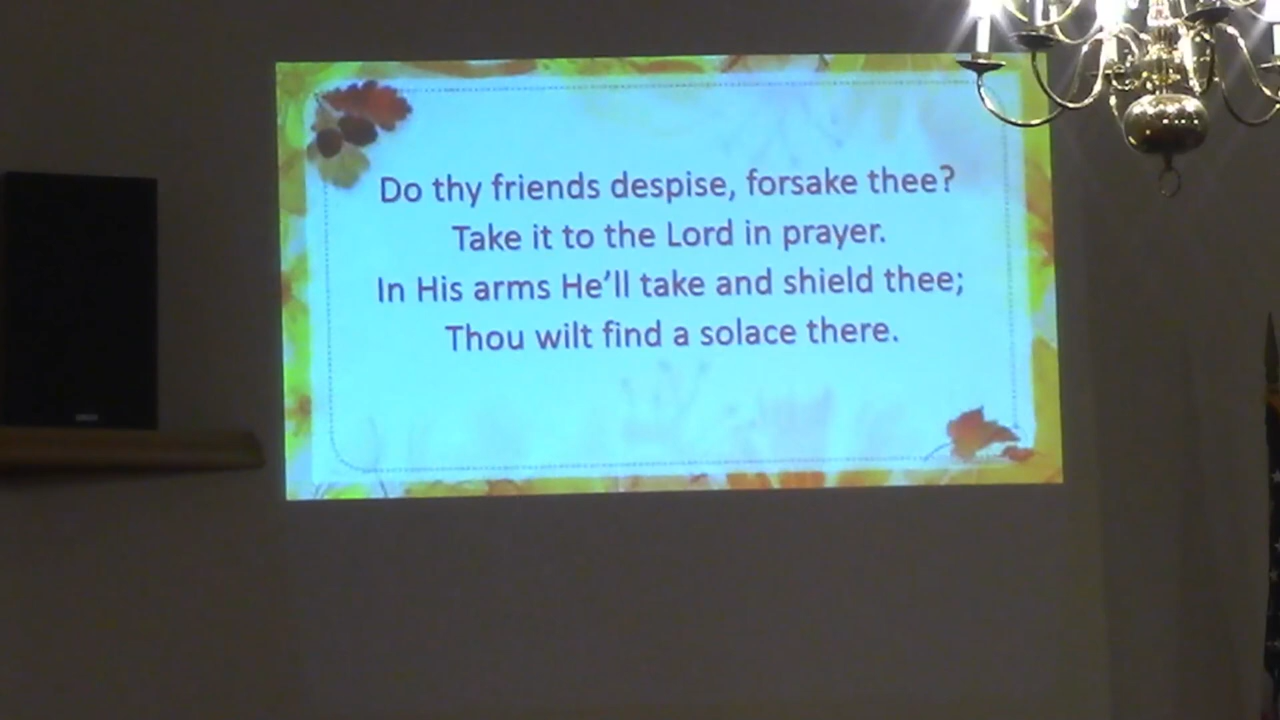 Do thy friends despise, forsake thee?
Take it to the Lord in prayer.
In His arms He’ll take and shield thee;
Thou wilt find a solace there.